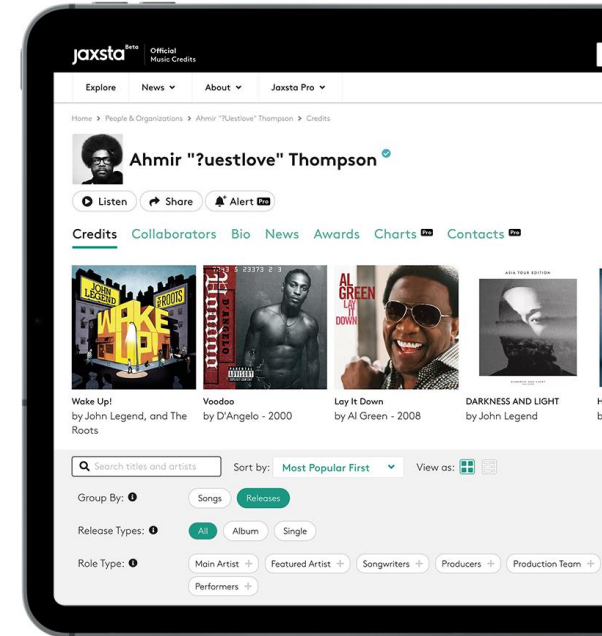 jaxsta Beta
Official
Music Credits
Explore
News
About
Jaxsta Pro
Home > People & Organizations > Ahmir "?Uestlove" Thompson > Credits
Ahmir "?uestlove" Thompson
Listen
Share
Alert Pro
Credits
Collaborators
Bio
News
Awards
Charts Pro
Contacts Pro
JOHN
LEGEND
THE ROOTS
WAKE
UP!
D'ANGELO
AL
GREEN
LAY
IT
DOWN
ASIA TOUR EDITION
Wake Up!
by John Legend, and The
Roots
Voodoo
by D'Angelo - 2000
Lay It Down
by Al Green - 2008
DARKNESS AND LIGHT
by John Legend
H
b
Search titles and artists
Sort by:
Most Popular First
View as:
Group By:
Songs
Releases
Release Types:
All
Album
Single
Role Type:
Main Artist +
Featured Artist +
Songwriters +
Producers +
Production Team +
Performers +